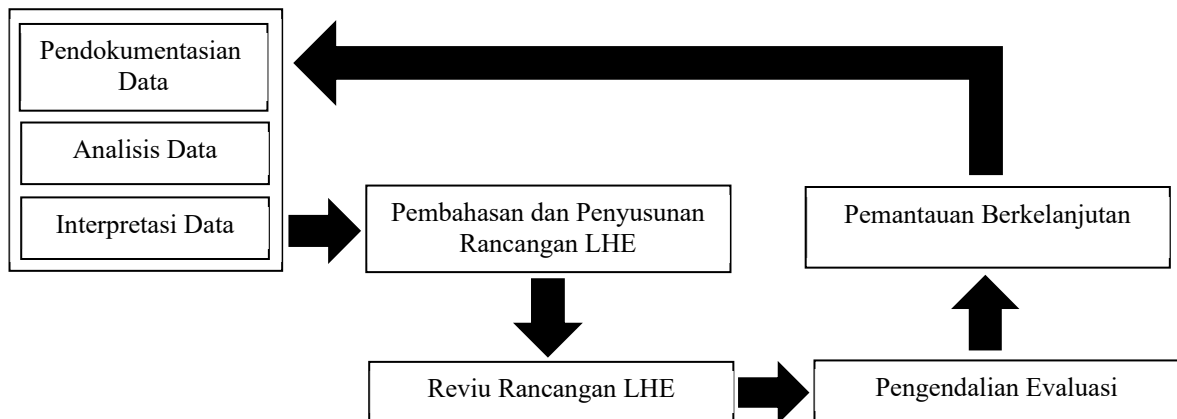 Pendokumentasian
Data
Analisis Data
Interpretasi Data
Pembahasan dan Penyusunan
Rancangan LHE
Reviu Rancangan LHE
Pengendalian Evaluasi
Pemantauan Berkelanjutan